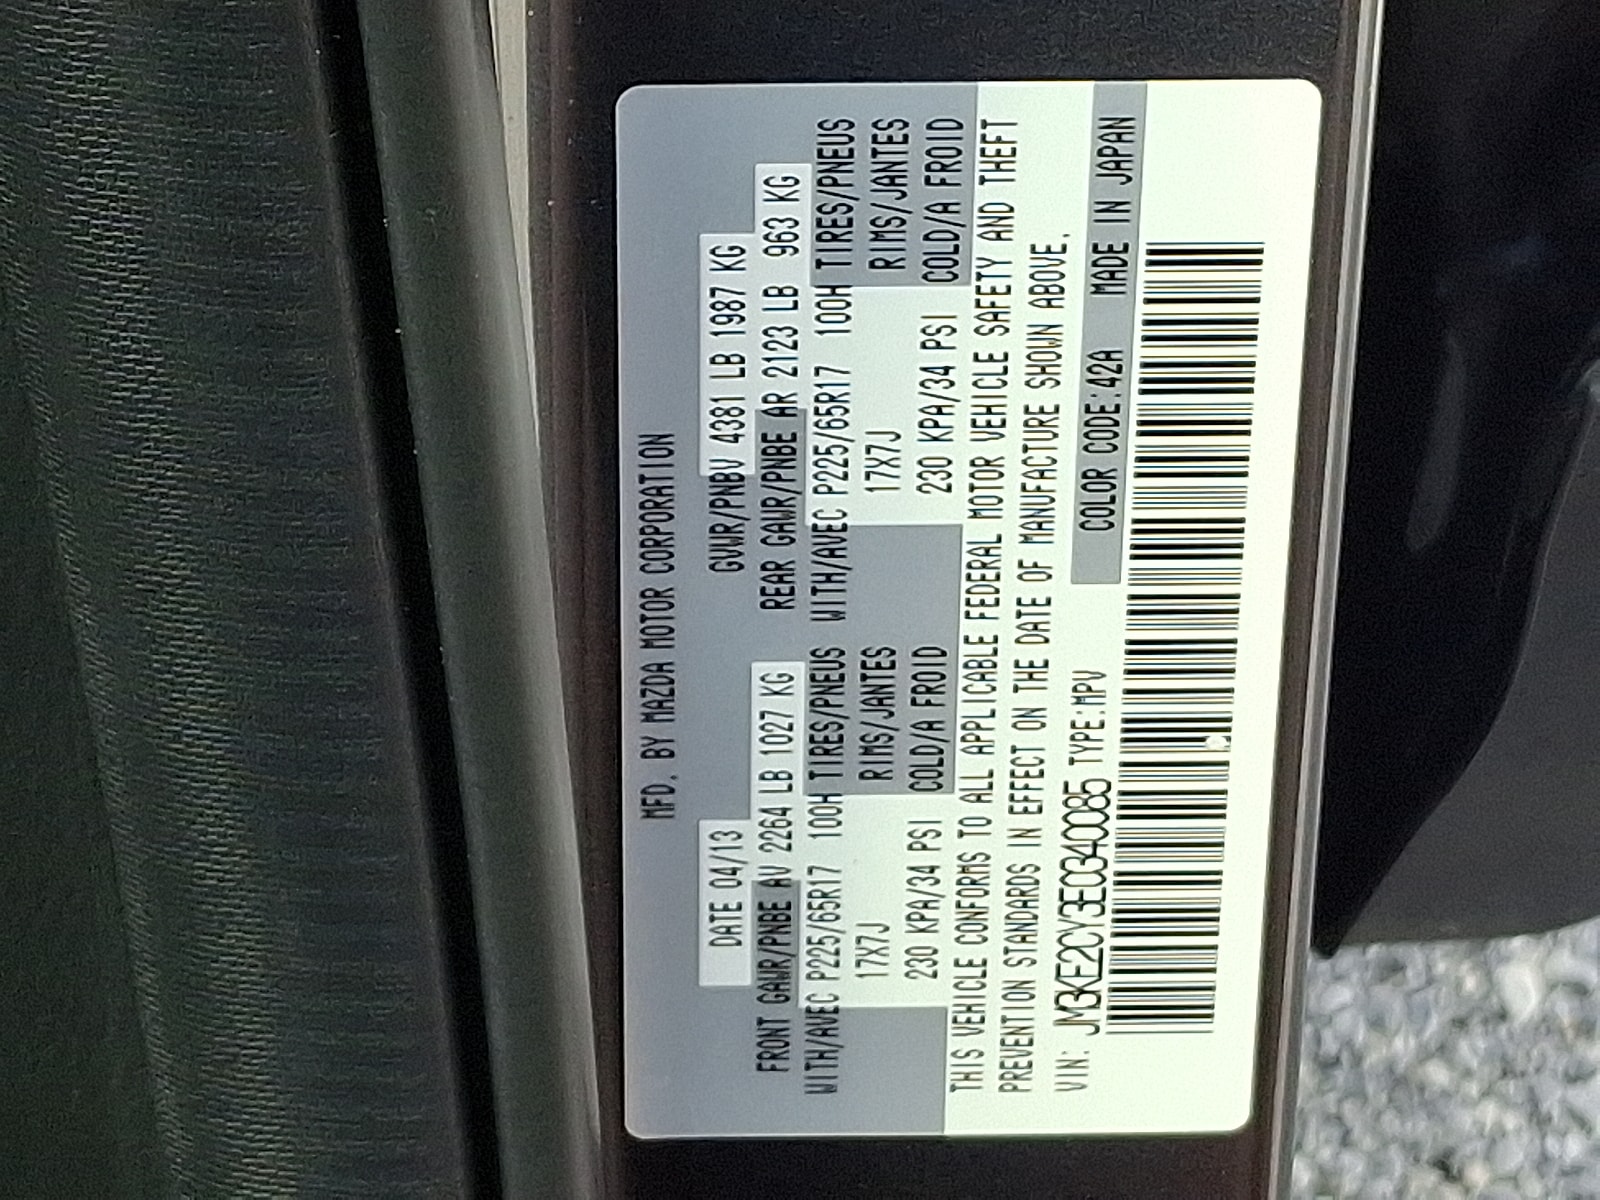 MFD. BY MAZDA MOTOR CORPORATION
DATE 04/13 GVWR/PNBV 4381 LB 1987 KG
FRONT GAWR/PNBE AV 2264 LB 1027 KG REAR GAWR/PNBE AR 2123 LB 963 KG
WITH/AVEC P225/65R17 100H TIRES/PNEUS WITH/AVEC P225/65R17 100H TIRES/PNEUS
17X7J RIMS/JANTES 17X7J RIMS/JANTES
230 KPA/34 PSI COLD/A FROID 230 KPA/34 PSI COLD/A FROID
THIS VEHICLE CONFORMS TO ALL APPLICABLE FEDERAL MOTOR VEHICLE SAFETY AND THEFT
PREVENTION STANDARDS IN EFFECT ON THE DATE OF MANUFACTURE SHOWN ABOVE.
VIN: JM3KE2CY3E0340085 TYPE:MPV COLOR CODE:42A MADE IN JAPAN